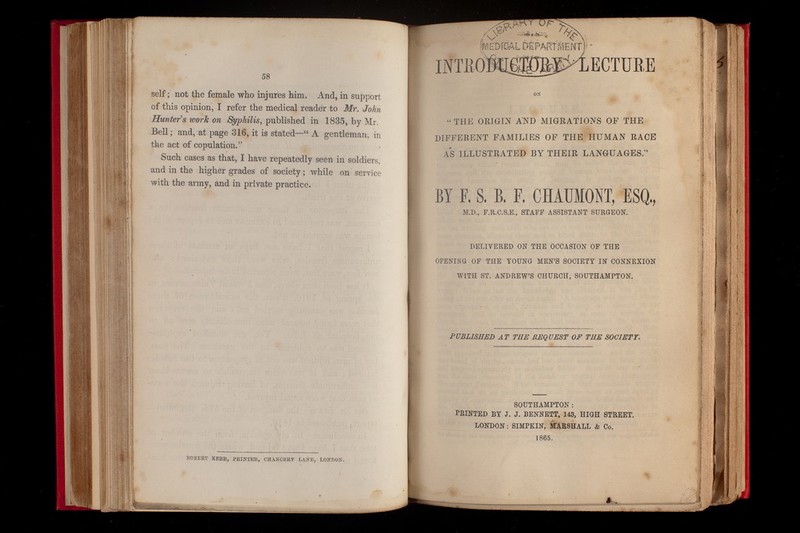 58
self; not the female who injures him. And, in support
of this opinion, I refer the medical reader to Mr. John
Hunter's work on Syphilis, published in 1835, by Mr.
Bell; and, at page 316, it is stated—" A gentleman, in
the act of copulation."
Such cases as that, I have repeatedly seen in soldiers,
and in the higher grades of society; while on service
with the army, and in private practice.
ROBERT KERR, PRINTER, CHANCERY LANE, LONDON.
LIBRARY OF THE
MEDICAL DEPARTMENT
INTRODUCTORY LECTURE
ON
"THE ORIGIN AND MIGRATIONS OF THE
DIFFERENT FAMILIES OF THE HUMAN RACE
AS ILLUSTRATED BY THEIR LANGUAGES."
BY F. S. B. F. CHAUMONT, ESQ.,
M.D., F.R.C.S.E., STAFF ASSISTANT SURGEON.
DELIVERED ON THE OCCASION OF THE
OPENING OF THE YOUNG MEN'S SOCIETY IN CONNEXION
WITH ST. ANDREW'S CHURCH, SOUTHAMPTON.
PUBLISHED AT THE REQUEST OF THE SOCIETY.
SOUTHAMPTON:
PRINTED BY J. J. BENNETT, 143, HIGH STREET.
LONDON: SIMPKIN, MARSHALL & Co.
1865.